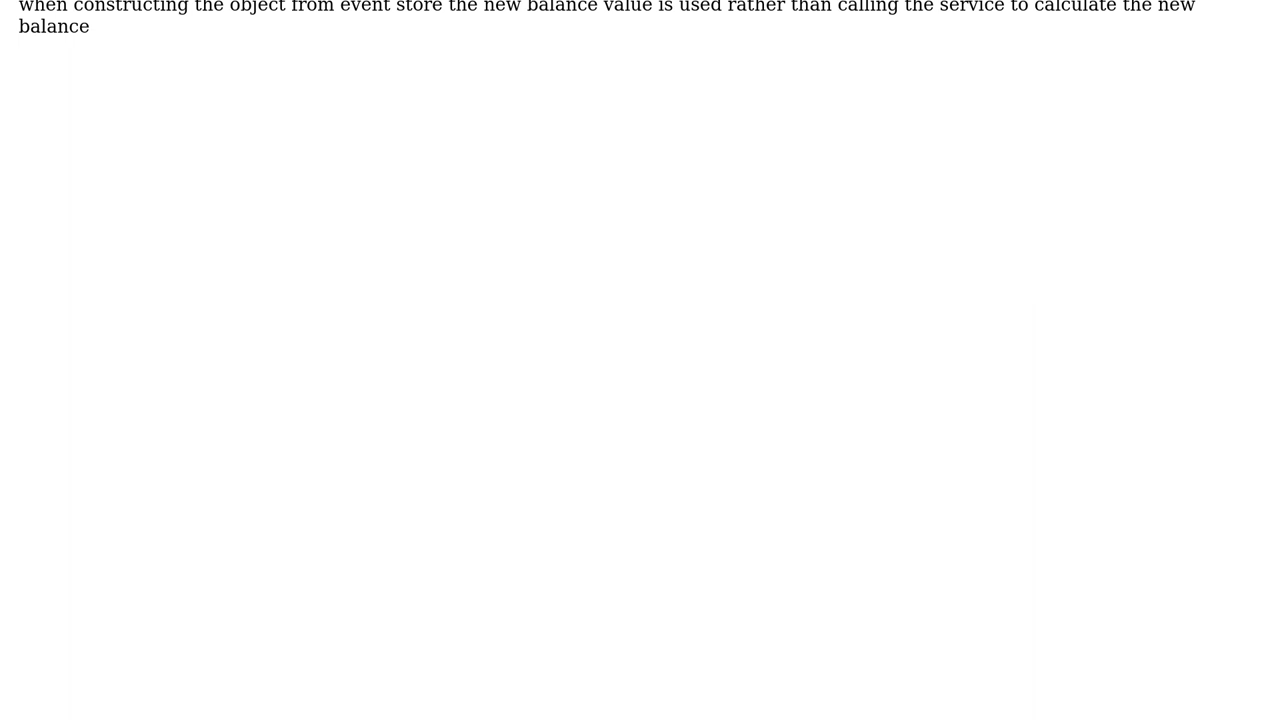 when constructing the object from event store the new balance value is used rather than calling the service to calculate the new
balance